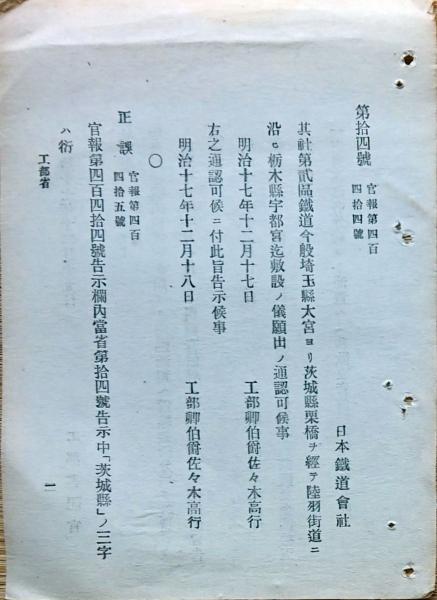 第拾四號 官報第四百
四拾四號
日本鐵道會社
其社第貳區鐵道今般埼玉縣大宮ヨリ茨城縣栗橋ヲ經テ陸羽街道ニ
沿ヒ栃木縣宇都宮迄敷設ノ儀願出ノ通認可候事
明治十七年十二月十七日 工部卿伯爵佐々木高行
右之通認可候ニ付此旨告示候事
明治十七年十二月十八日 工部卿伯爵佐々木高行
〇
正誤 官報第四百
四拾五號
官報第四百四拾四號告示欄內當省第拾四號告示中「茨城縣」ノ三字
ハ衍
工部省
一